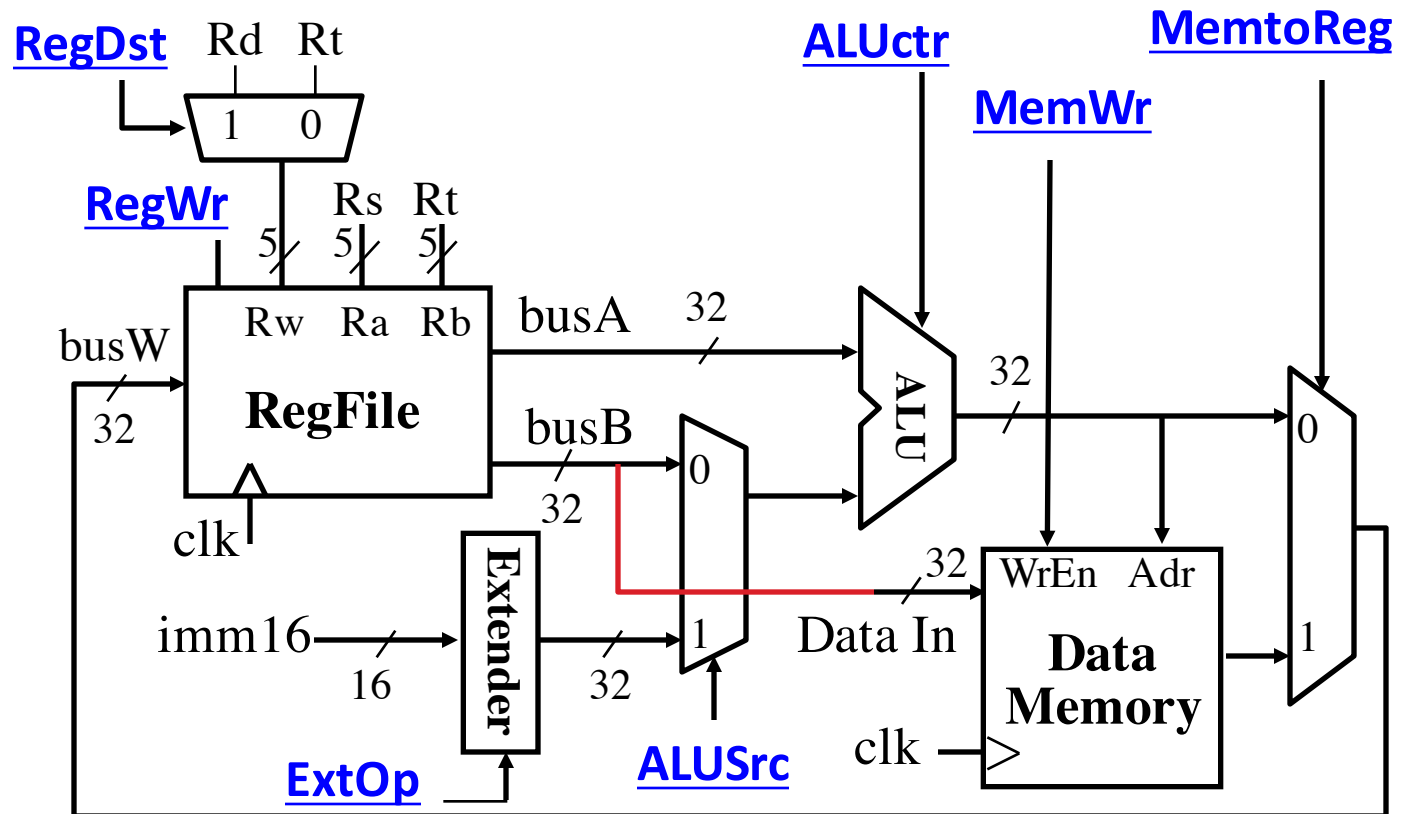 RegDst
Rd Rt
ALUctr
MemtoReg
MemWr
1 0
RegWr
Rs Rt
5 5 5
busW
32
Rw Ra Rb
RegFile
clk
busA
32
busB
32
0
1
ALU
32
imm16
16
Extender
32
ExtOp
ALUSrc
32
Data In
WrEn Adr
Data
Memory
clk
0
1